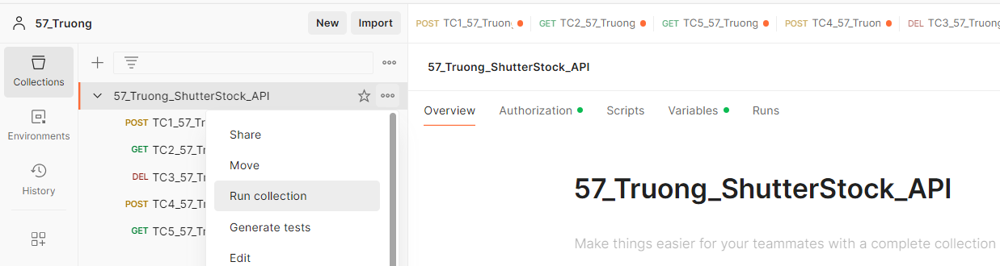 57_Truong New Import
POST TC1_57_Truong GET TC2_57_Truong GET TC5_57_Truong POST TC4_57_Truon DEL TC3_57_Truong
Collections
Environments
History
57_Truong_ShutterStock_API
POST TC1_57_Tr
GET TC2_57_Tru
DEL TC3_57_Tr
POST TC4_57_Tr
GET TC5_57_Tr
Share
Move
Run collection
Generate tests
Edit
57_Truong_ShutterStock_API
Overview Authorization Scripts Variables Runs
57_Truong_ShutterStock_API
Make things easier for your teammates with a complete collection